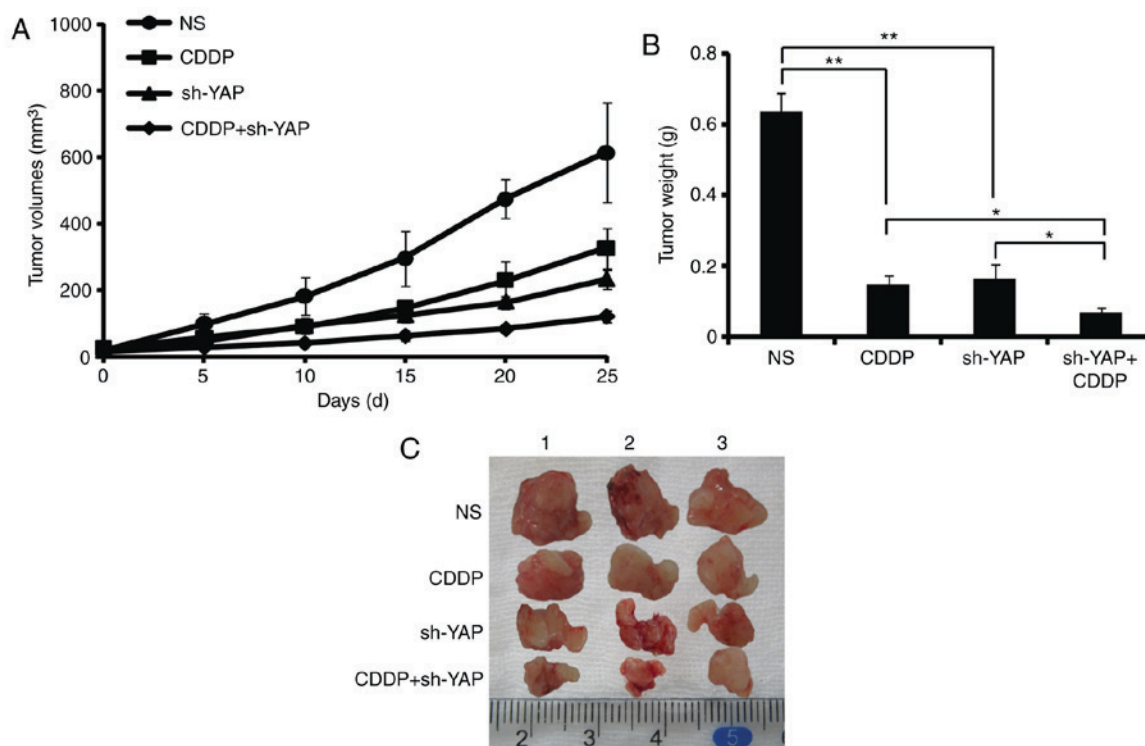 A
1000
800
600
400
200
0
Tumor volumes (mm³)
NS
CDDP
sh-YAP
CDDP+sh-YAP
0 5 10 15 20 25
Days (d)
B
0.8
0.6
0.4
0.2
0
Tumor weight (g)
**
**
*
*
NS CDDP sh-YAP sh-YAP+
CDDP
C
1 2 3
NS
CDDP
sh-YAP
CDDP+sh-YAP
2 3 4 5